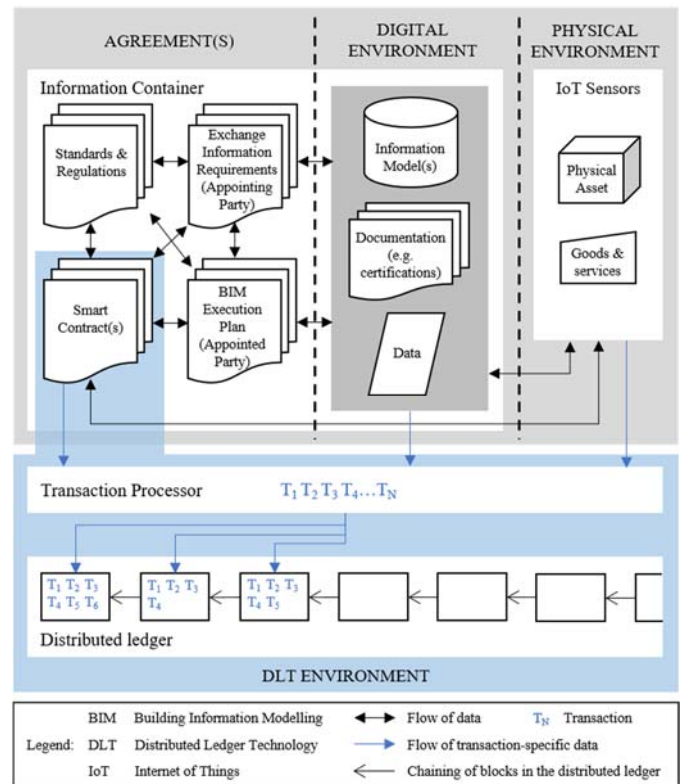 AGREEMENT(S)
DIGITAL
ENVIRONMENT
PHYSICAL
ENVIRONMENT
Information Container
IoT Sensors
Standards &
Regulations
Exchange
Information
Requirements
(Appointing
Party)
Information
Model(s)
Physical
Asset
Documentation
(e.g.
certifications)
Goods &
services
Smart
Contract(s)
BIM
Execution
Plan
(Appointed
Party)
Data
Transaction Processor
T1 T2 T3 T4…TN
T1 T2 T3
T4 T5 T6
T1 T2 T3
T4
T1 T2 T3
T4 T5
Distributed ledger
DLT ENVIRONMENT
BIM Building Information Modelling Flow of data TN Transaction
Legend: DLT Distributed Ledger Technology Flow of transaction-specific data
IoT Internet of Things Chaining of blocks in the distributed ledger